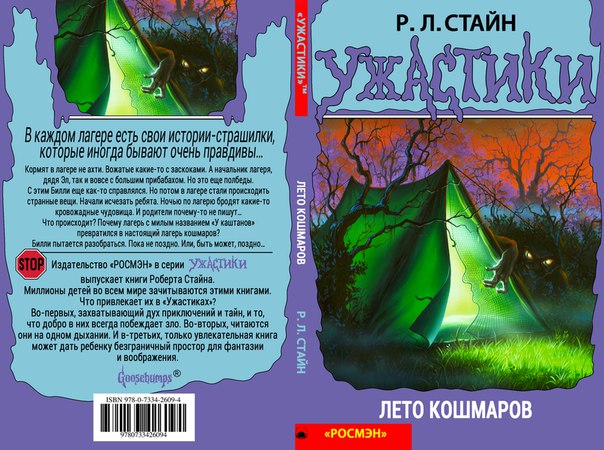 В каждом лагере есть свои истории-страшилки,
которые иногда бывают очень правдивы...
Кормят в лагере не ахти. Вожатые какие-то с заскоками. А начальник лагеря,
дядя Эл, так и вовсе с большим прибабахом. Но это еще полбеды.
С этим Билли еще как-то справлялся. Но потом в лагере стали происходить
странные вещи. Начали исчезать ребята. Ночью по лагерю бродят какие-то
кровожадные чудовища. И родители почему-то не пишут...
Что происходит? Почему лагерь с милым названием «У каштанов»
превратился в настоящий лагерь кошмаров?
Билли пытается разобраться. Пока не поздно. Или, быть может, поздно...
STOP Издательство «РОСМЭН» в серии УЖАСТИКИ
выпускает книги Роберта Стайна.
Миллионы детей во всем мире зачитываются этими книгами.
Что привлекает их в «Ужастиках»?
Во-первых, захватывающий дух приключений и тайн, и то,
что добро в них всегда побеждает зло. Во-вторых, читаются
они на одном дыхании. И в-третьих, только увлекательная книга
может дать ребенку безграничный простор для фантазии
и воображения.
Goosebumps®
ISBN 978-0-7334-2609-4
9780733426094
«УЖАСТИКИ»™
ЛЕТО КОШМАРОВ
Р. Л. СТАЙН
Р. Л. СТАЙН
УЖАСТИКИ
ЛЕТО КОШМАРОВ
«РОСМЭН»